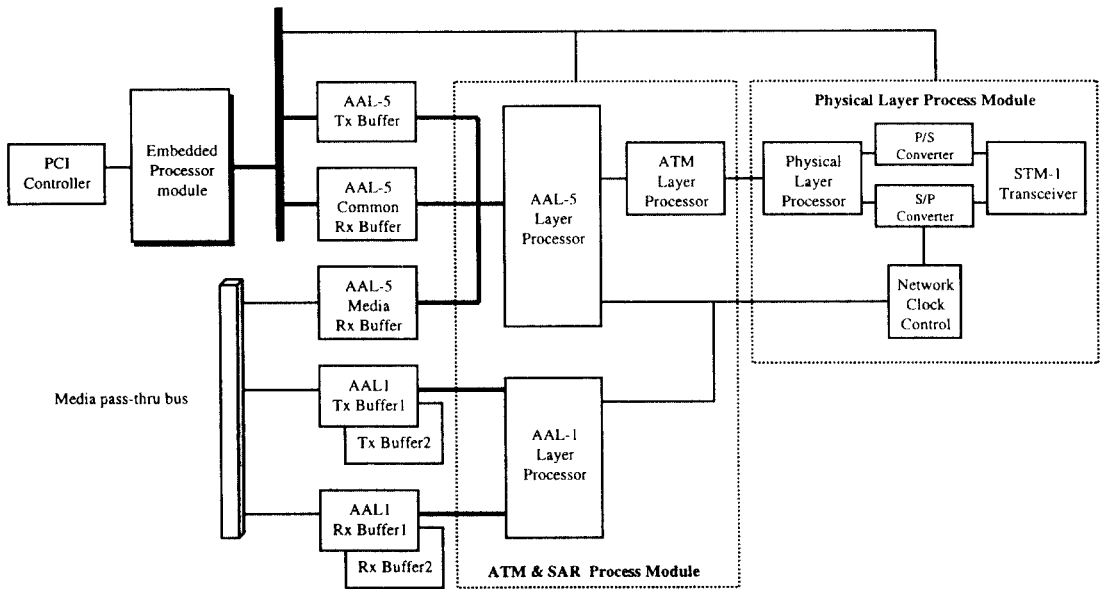 PCI
Controller
Embedded
Processor
module
AAL-5
Tx Buffer
AAL-5
Common
Rx Buffer
AAL-5
Media
Rx Buffer
Media pass-thru bus
AAL1
Tx Buffer1
Tx Buffer2
AAL1
Rx Buffer1
Rx Buffer2
AAL-5
Layer
Processor
ATM
Layer
Processor
AAL-1
Layer
Processor
ATM & SAR Process Module
Physical Layer Process Module
Physical
Layer
Processor
P/S
Converter
S/P
Converter
STM-1
Transceiver
Network
Clock
Control